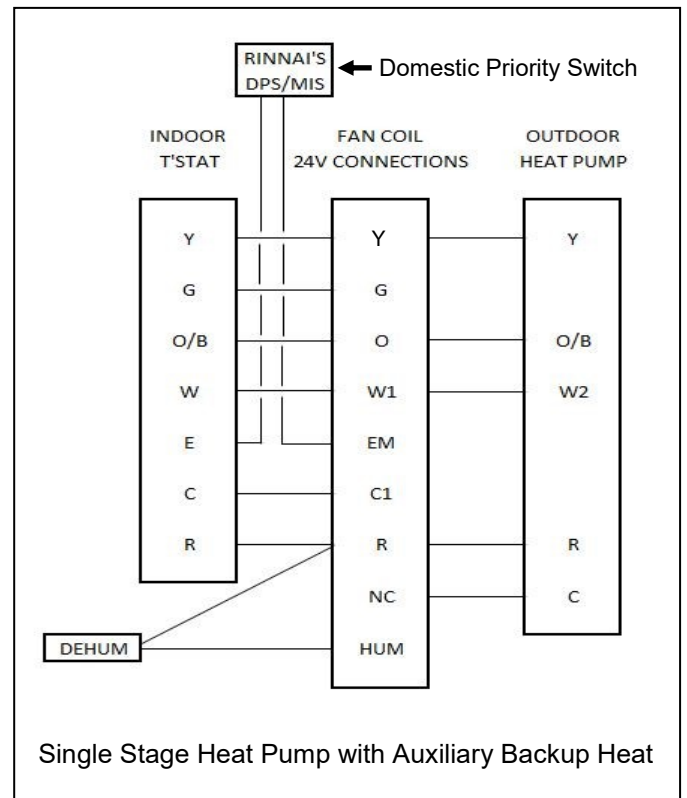 RINNAI'S
DPS/MIS
Domestic Priority Switch
INDOOR
T'STAT
FAN COIL
24V CONNECTIONS
OUTDOOR
HEAT PUMP
Y Y Y
G G
O/B O O/B
W W1 W2
E EM
C C1
R R R
NC C
DEHUM HUM
Single Stage Heat Pump with Auxiliary Backup Heat